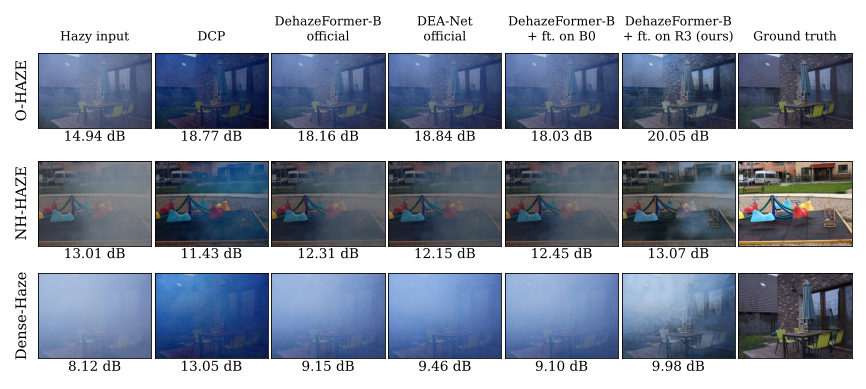 Hazy input
DCP
DehazeFormer-B
official
DEA-Net
official
DehazeFormer-B
+ ft. on B0
DehazeFormer-B
+ ft. on R3 (ours)
Ground truth
O-HAZE
14.94 dB
18.77 dB
18.16 dB
18.84 dB
18.03 dB
20.05 dB
NH-HAZE
13.01 dB
11.43 dB
12.31 dB
12.15 dB
12.45 dB
13.07 dB
Dense-Haze
8.12 dB
13.05 dB
9.15 dB
9.46 dB
9.10 dB
9.98 dB